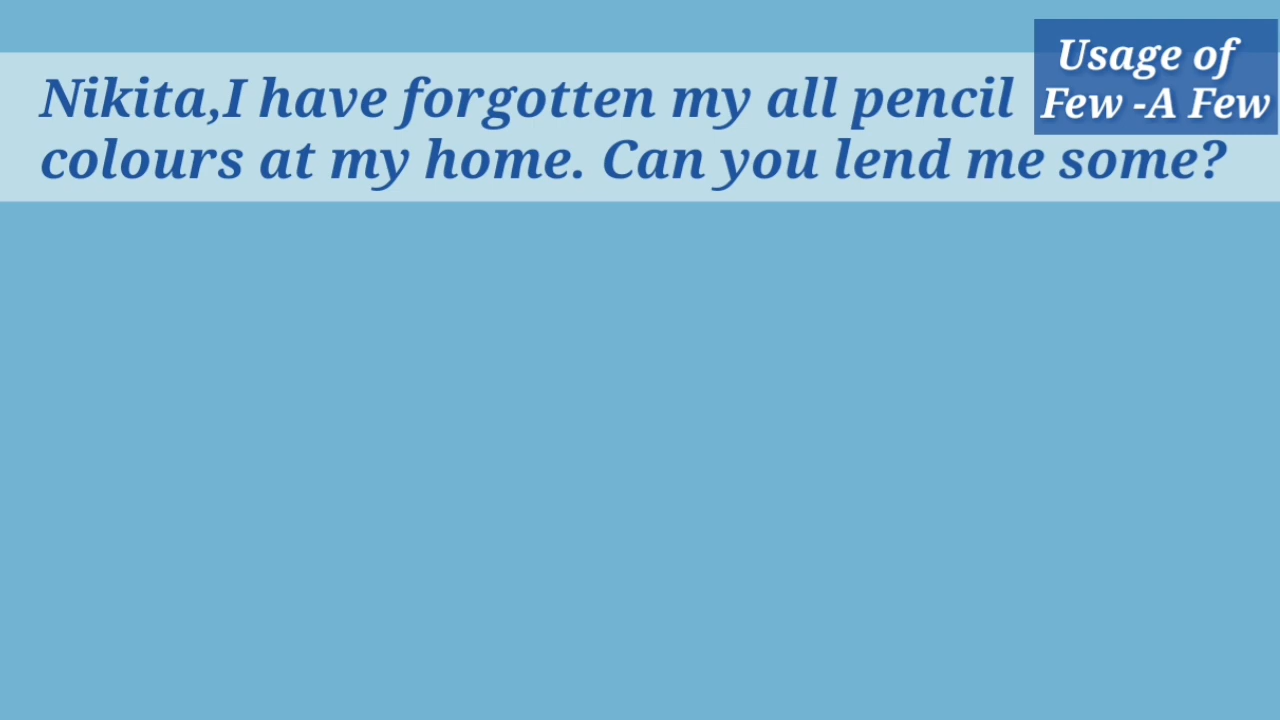 Usage of
Few -A Few
Nikita,I have forgotten my all pencil
colours at my home. Can you lend me some?